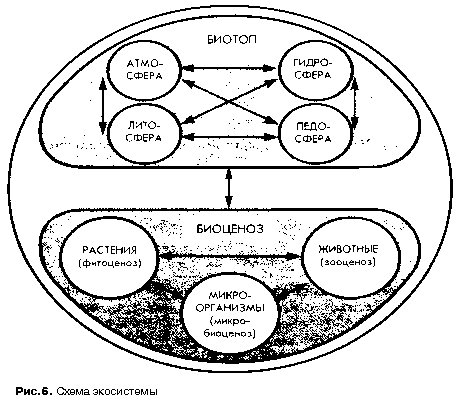 БИОТОП
АТМО-
СФЕРА
ГИДРО-
СФЕРА
ЛИТО-
СФЕРА
ПЕДО-
СФЕРА
БИОЦЕНОЗ
РАСТЕНИЯ
(фитоценоз)
ЖИВОТНЫЕ
(зооценоз)
МИКРО-
ОРГАНИЗМЫ
(микро-
биоценоз)
Рис.6. Схема экосистемы